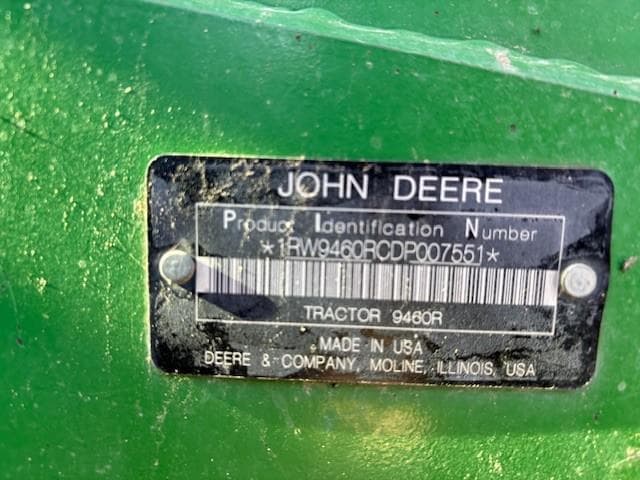 JOHN DEERE
Product Identification Number
*1RW9460RCDP007551*
TRACTOR 9460R
MADE IN USA
DEERE & COMPANY, MOLINE, ILLINOIS, USA